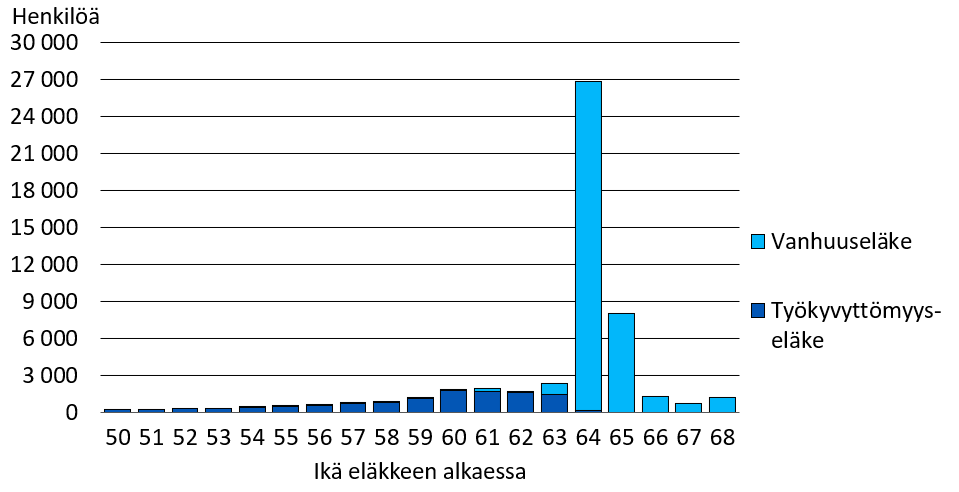 Henkilöä
30 000
27 000
24 000
21 000
18 000
15 000
12 000
9 000
6 000
3 000
0
50 51 52 53 54 55 56 57 58 59 60 61 62 63 64 65 66 67 68
Ikä eläkkeen alkaessa
Vanhuuseläke
Työkyvyttömyys-
eläke